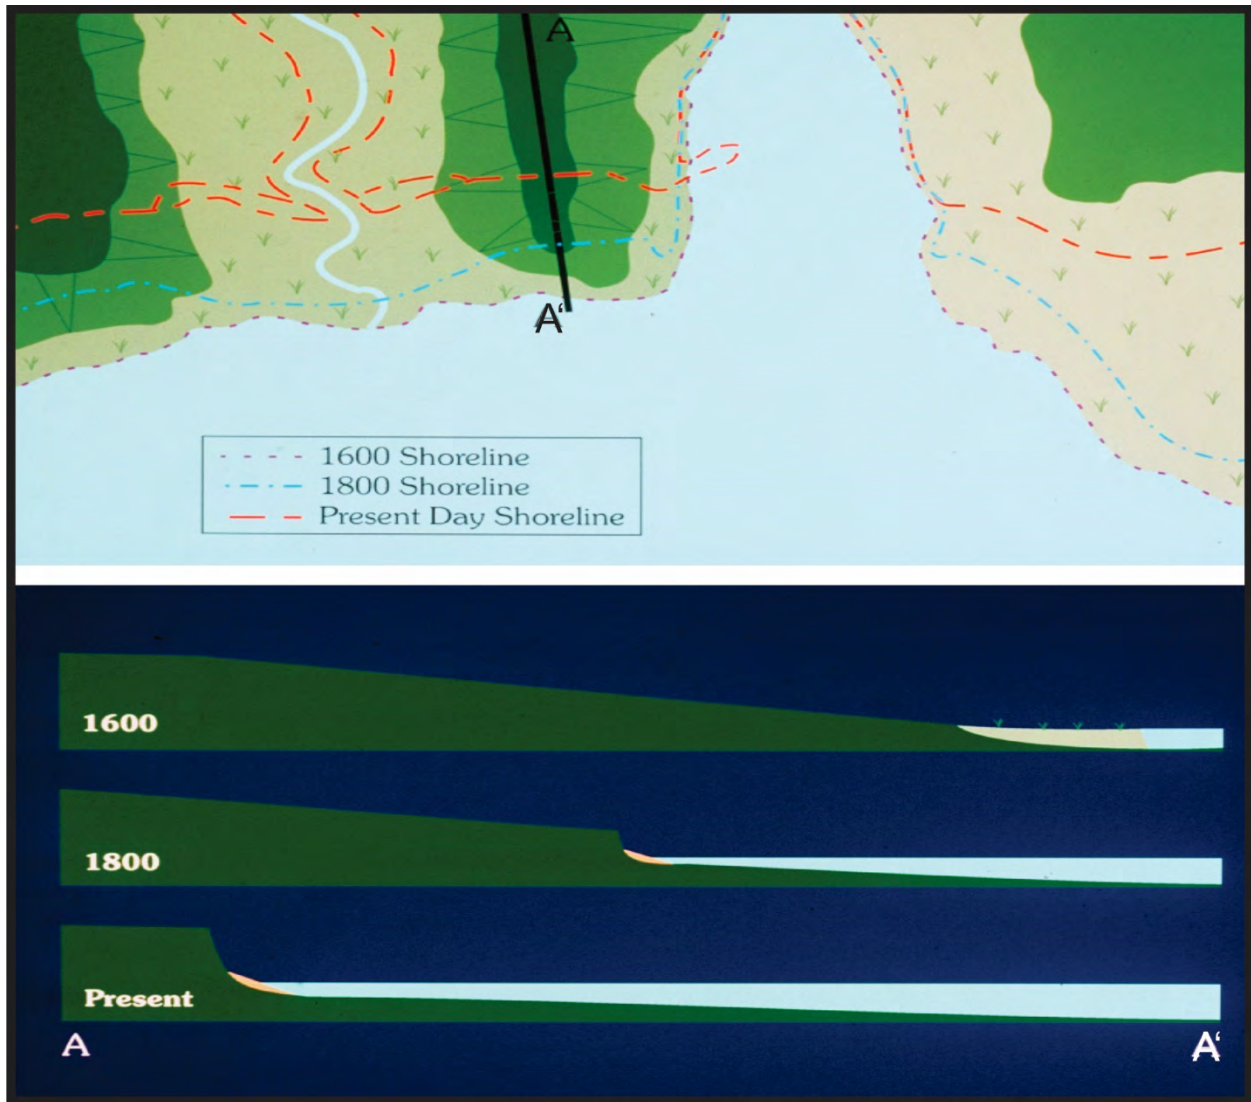 A
A'
1600 Shoreline
1800 Shoreline
Present Day Shoreline
1600
1800
Present
A
A'